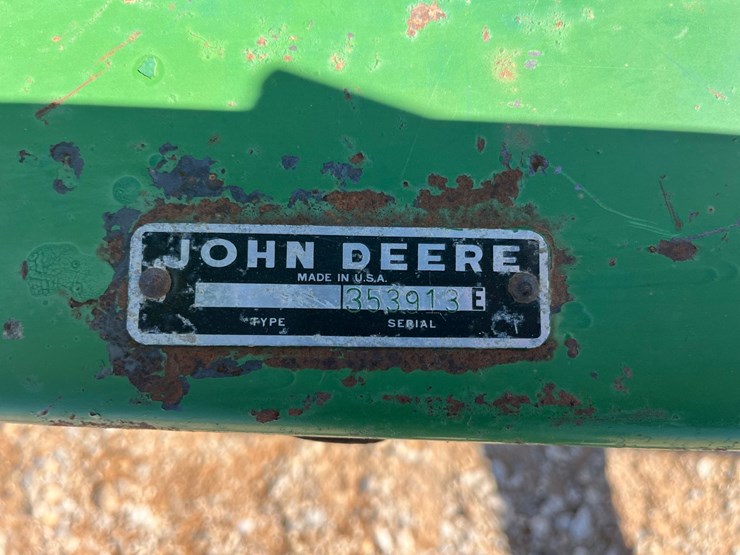 JOHN DEERE
MADE IN U.S.A.
353913 E
TYPE SERIAL